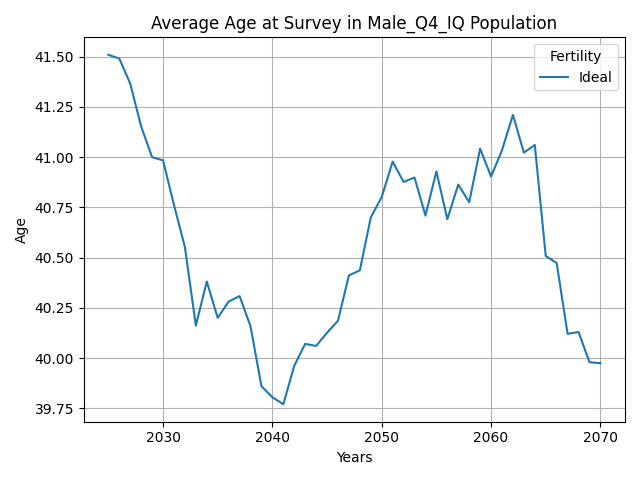 Average Age at Survey in Male_Q4_IQ Population
Fertility
Ideal
Age
41.50
41.25
41.00
40.75
40.50
40.25
40.00
39.75
2030 2040 2050 2060 2070
Years